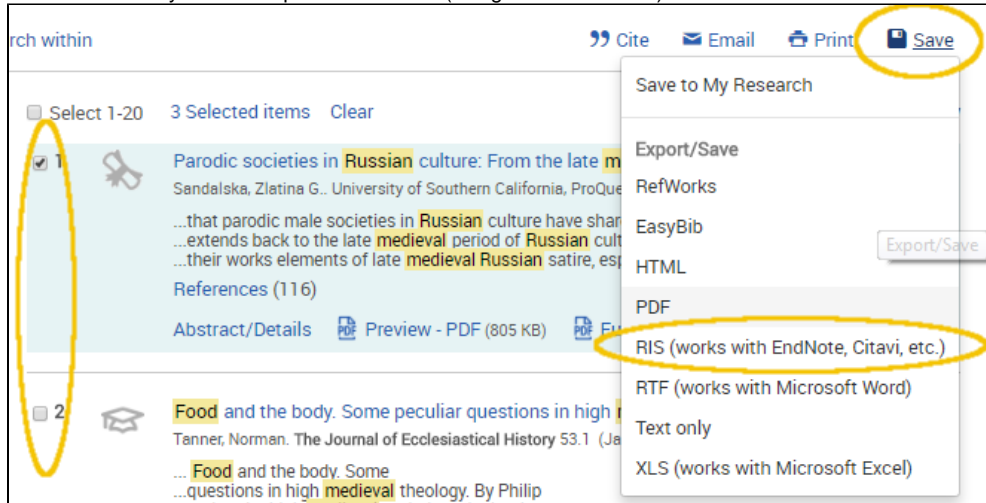 rch within
Cite Email Print Save
Select 1-20 3 Selected items Clear
1
Parodic societies in Russian culture: From the late
Sandalska, Zlatina G.. University of Southern California, ProQue
...that parodic male societies in Russian culture have shar
...extends back to the late medieval period of Russian cult
...their works elements of late medieval Russian satire, esp
References (116)
Abstract/Details PDF Preview - PDF (805 KB) PDF
2
Food and the body. Some peculiar questions in high
Tanner, Norman. The Journal of Ecclesiastical History 53.1 (Ja
... Food and the body. Some
...questions in high medieval theology. By Philip
Save to My Research
Export/Save
RefWorks
EasyBib
HTML
PDF
RIS (works with EndNote, Citavi, etc.)
RTF (works with Microsoft Word)
Text only
XLS (works with Microsoft Excel)
Export/Save